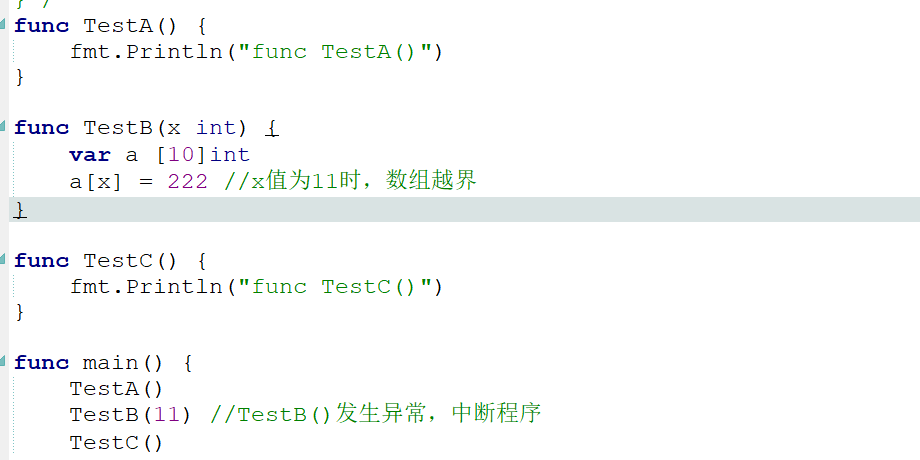 } /
func TestA() {
    fmt.Println("func TestA()")
}
func TestB(x int) {
    var a [10]int
    a[x] = 222 //x值为11时，数组越界
}
func TestC() {
    fmt.Println("func TestC()")
}
func main() {
    TestA()
    TestB(11) //TestB()发生异常，中断程序
    TestC()